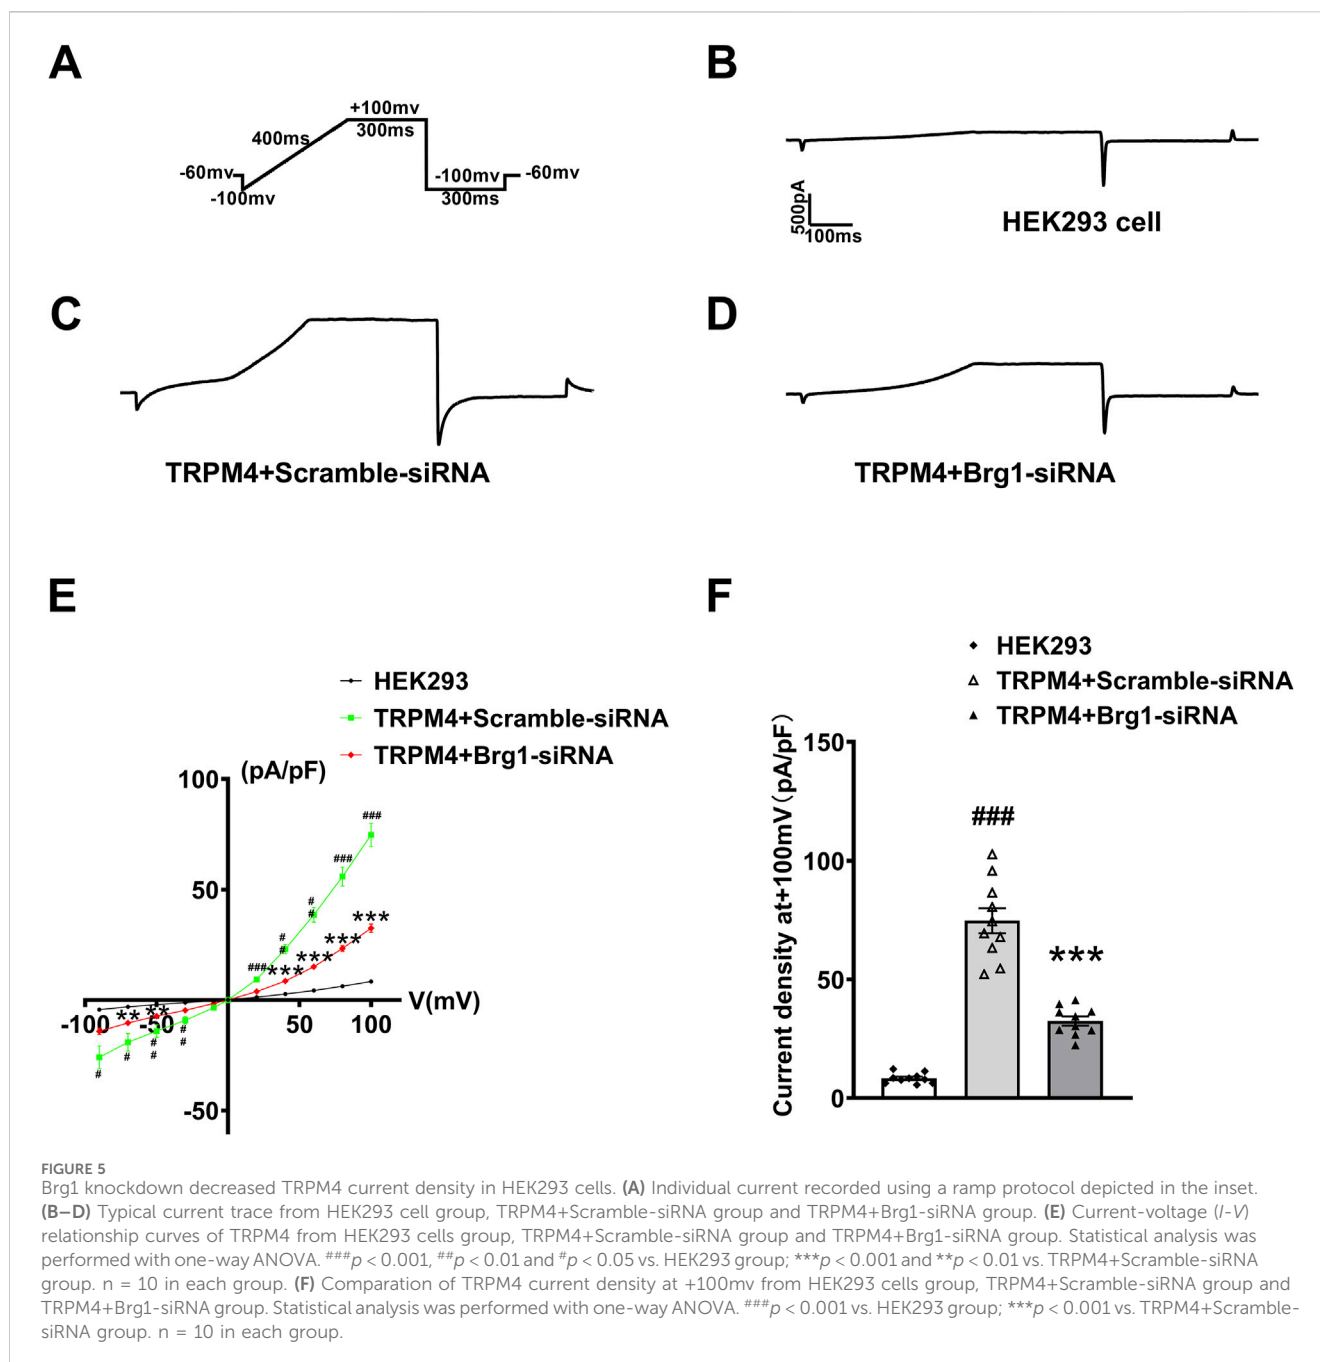 A
+100mv
400ms
300ms
-60mv
-100mv
-100mv
300ms
-60mv
B
500pA
100ms
HEK293 cell
C
TRPM4+Scramble-siRNA
D
TRPM4+Brg1-siRNA
E
HEK293
TRPM4+Scramble-siRNA
TRPM4+Brg1-siRNA
100
(pA/pF)
###
###
#
#
50
***
#
#
***
***
###
***
V(mV)
-100
**
-50
**
50
100
#
#
#
#
#
#
-50
F
HEK293
TRPM4+Scramble-siRNA
TRPM4+Brg1-siRNA
Current density at+100mV(pA/pF)
150
###
100
***
50
0
FIGURE 5
Brg1 knockdown decreased TRPM4 current density in HEK293 cells. (A) Individual current recorded using a ramp protocol depicted in the inset.
(B–D) Typical current trace from HEK293 cell group, TRPM4+Scramble-siRNA group and TRPM4+Brg1-siRNA group. (E) Current-voltage (I-V)
relationship curves of TRPM4 from HEK293 cells group, TRPM4+Scramble-siRNA group and TRPM4+Brg1-siRNA group. Statistical analysis was
performed with one-way ANOVA. ###p < 0.001, ##p < 0.01 and #p < 0.05 vs. HEK293 group; ***p < 0.001 and **p < 0.01 vs. TRPM4+Scramble-siRNA
group. n = 10 in each group. (F) Comparation of TRPM4 current density at +100mv from HEK293 cells group, TRPM4+Scramble-siRNA group and
TRPM4+Brg1-siRNA group. Statistical analysis was performed with one-way ANOVA. ###p < 0.001 vs. HEK293 group; ***p < 0.001 vs. TRPM4+Scramble-
siRNA group. n = 10 in each group.